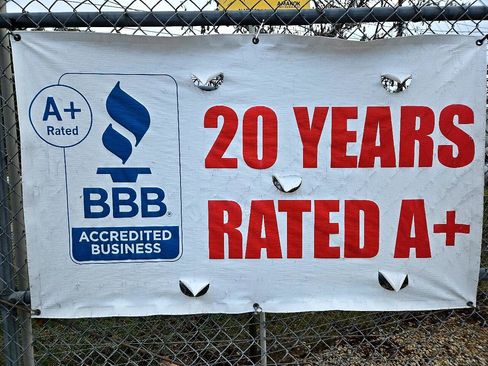 A+
Rated
BBB
ACCREDITED
BUSINESS
20 YEARS
RATED A+